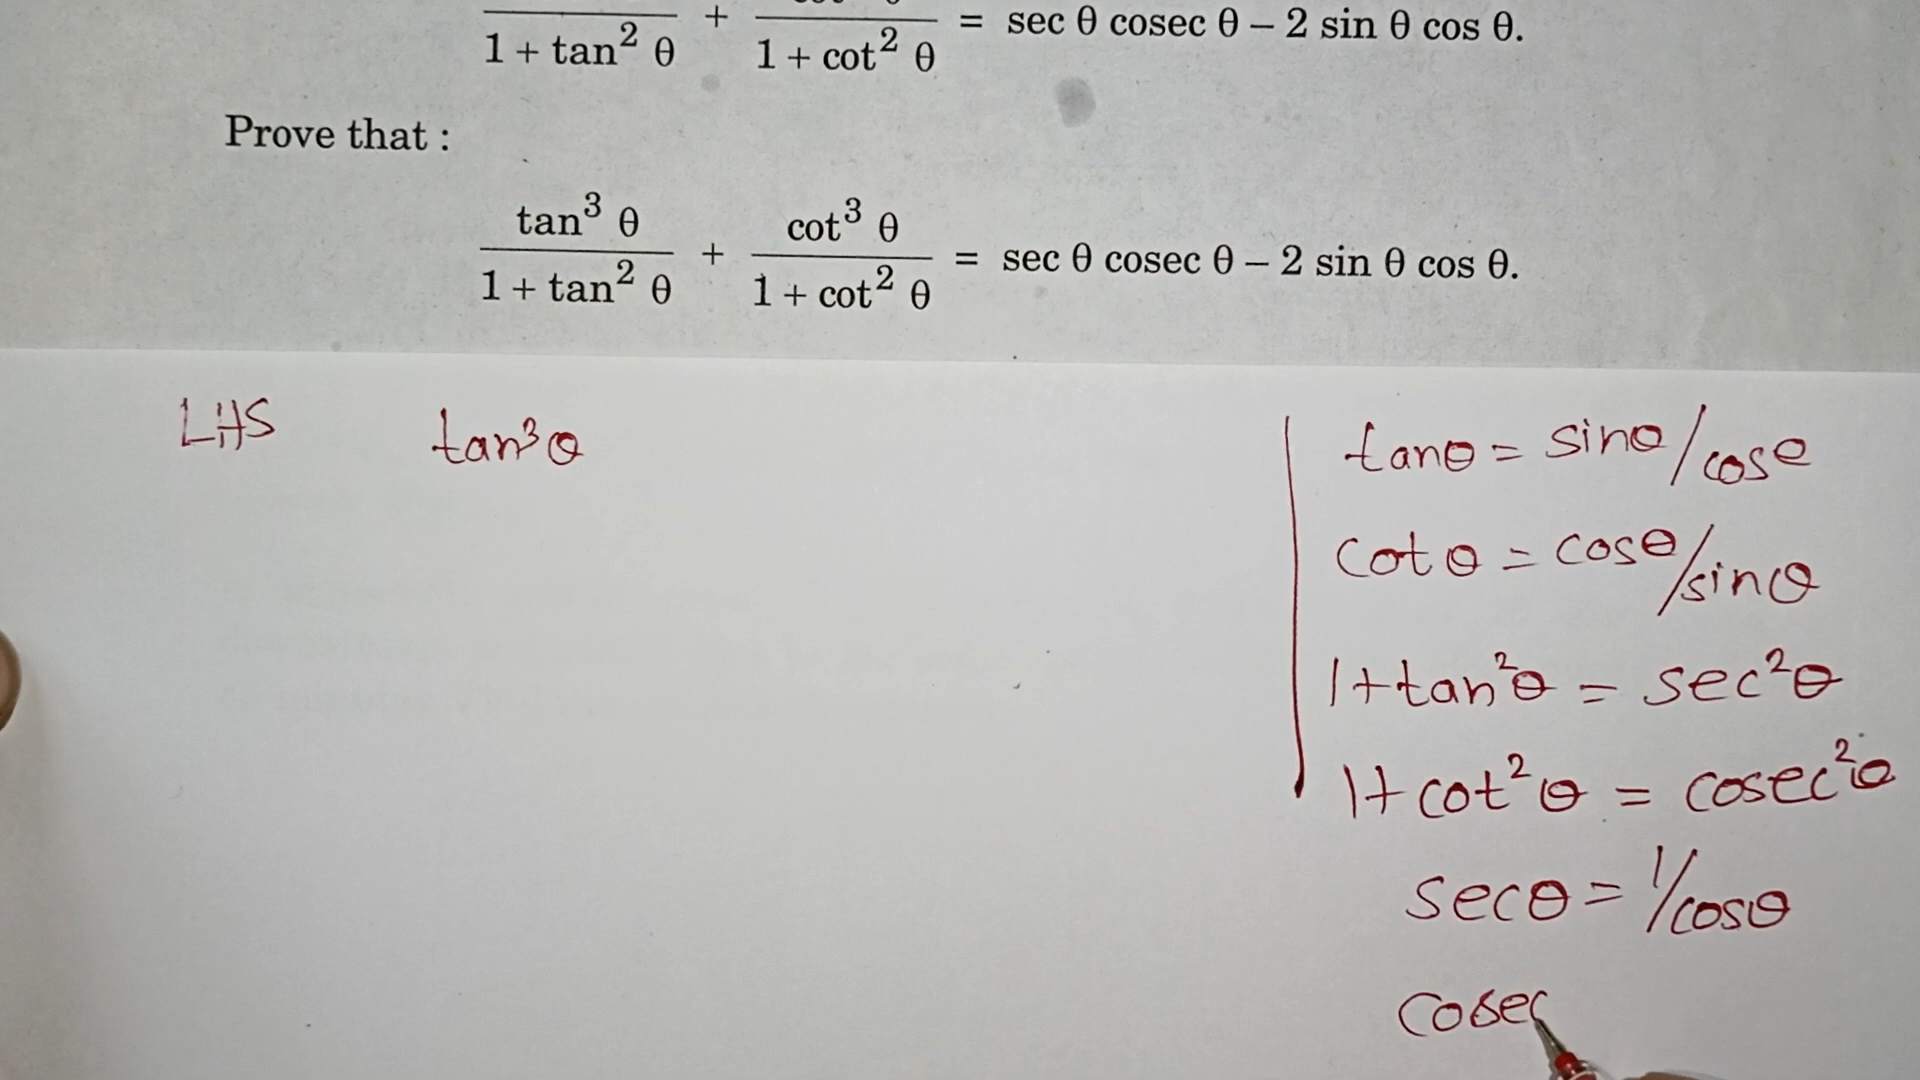 1 + tan² θ + 1 + cot² θ = sec θ cosec θ – 2 sin θ cos θ.
Prove that :
tan³ θ / 1 + tan² θ + cot³ θ / 1 + cot² θ = sec θ cosec θ – 2 sin θ cos θ.
LHS tan³θ
tanθ = sinθ/cosθ
cotθ = cosθ/sinθ
1+tan²θ = sec²θ
1+cot²θ = cosec²θ
secθ = 1/cosθ
cosec